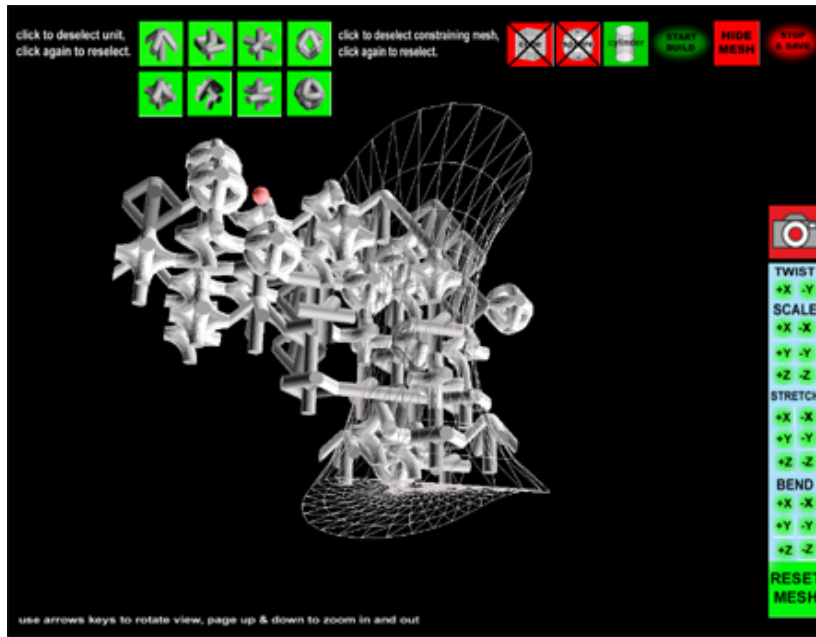 click to deselect unit,
click again to reselect.
click to deselect constraining mesh,
click again to reselect.
cylinder
START
BUILD
HIDE
MESH
STOP
& SAVE
TWIST
+X -Y
SCALE
+X -X
+Y -Y
+Z -Z
STRETCH
+X -X
+Y -Y
+Z -Z
BEND
+X -X
+Y -Y
+Z -Z
RESET
MESH
use arrows keys to rotate view, page up & down to zoom in and out